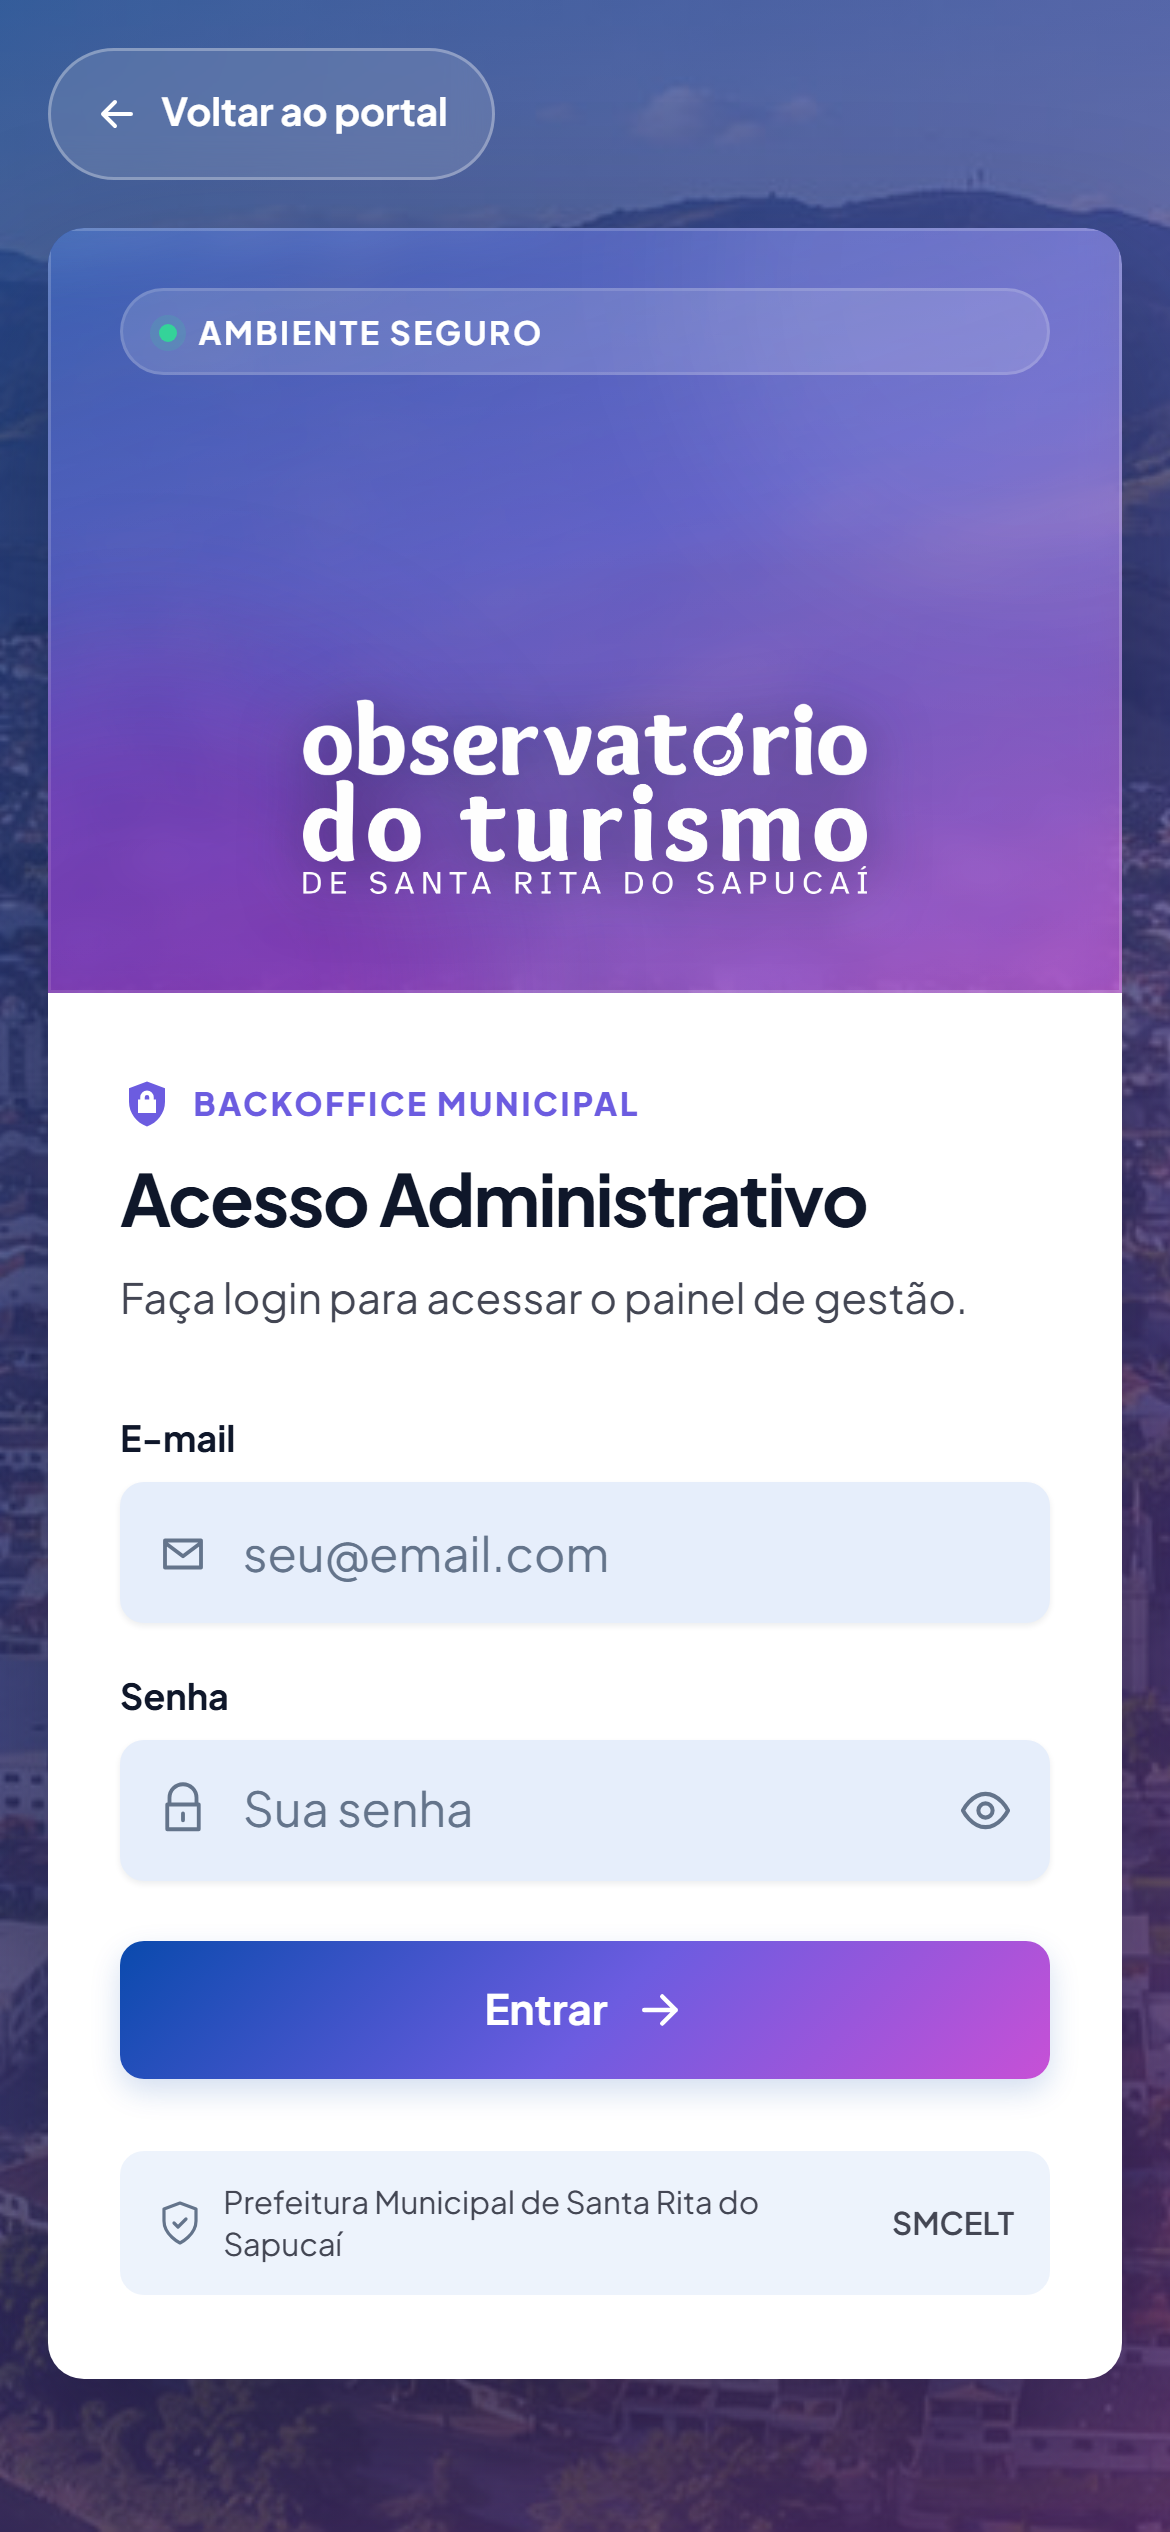 Voltar ao portal
AMBIENTE SEGURO
observatório
do turismo
DE SANTA RITA DO SAPUCAÍ
BACKOFFICE MUNICIPAL
Acesso Administrativo
Faça login para acessar o painel de gestão.
E-mail
seu@email.com
Senha
Sua senha
Entrar
Prefeitura Municipal de Santa Rita do
Sapucaí
SMCELT